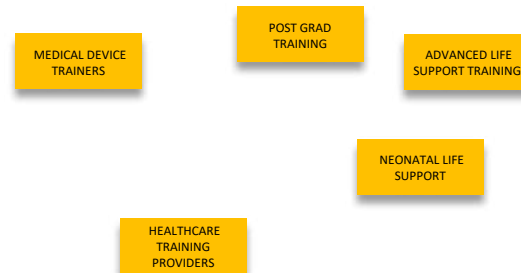 POST GRAD
TRAINING
MEDICAL DEVICE
TRAINERS
ADVANCED LIFE
SUPPORT TRAINING
NEONATAL LIFE
SUPPORT
HEALTHCARE
TRAINING
PROVIDERS